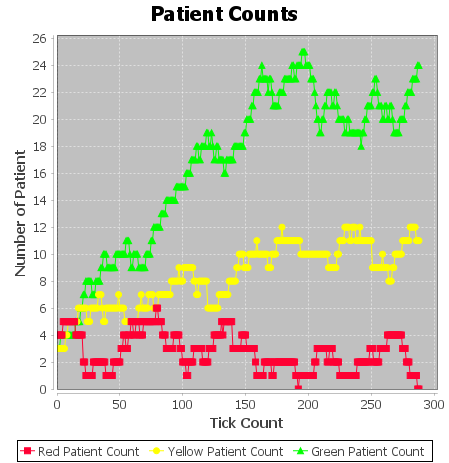 Patient Counts
Number of Patient
26
24
22
20
18
16
14
12
10
8
6
4
2
0
0 50 100 150 200 250 300
Tick Count
Red Patient Count Yellow Patient Count Green Patient Count